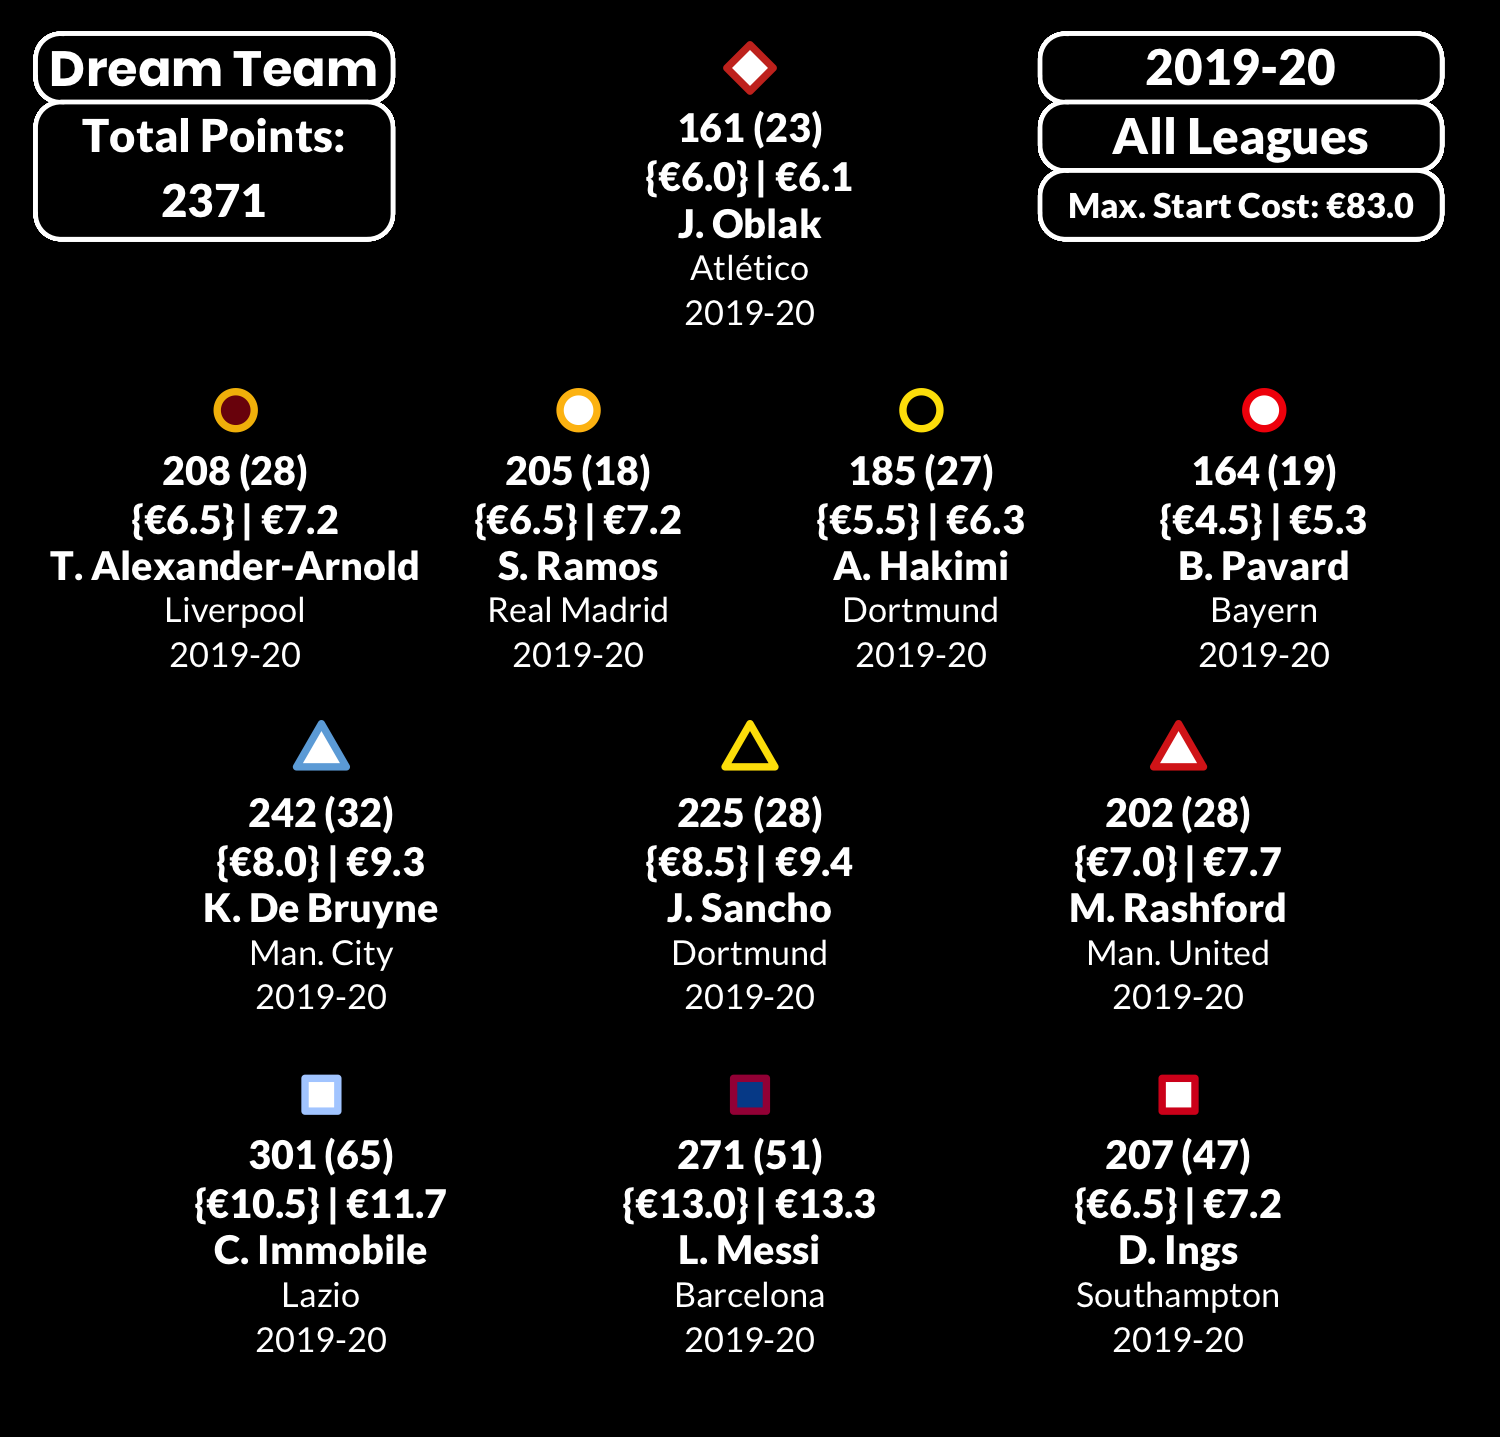 Dream Team
Total Points:
2371
2019-20
All Leagues
Max. Start Cost: €83.0
161 (23)
{€6.0} | €6.1
J. Oblak
Atlético
2019-20
208 (28)
{€6.5} | €7.2
T. Alexander-Arnold
Liverpool
2019-20
205 (18)
{€6.5} | €7.2
S. Ramos
Real Madrid
2019-20
185 (27)
{€5.5} | €6.3
A. Hakimi
Dortmund
2019-20
164 (19)
{€4.5} | €5.3
B. Pavard
Bayern
2019-20
242 (32)
{€8.0} | €9.3
K. De Bruyne
Man. City
2019-20
225 (28)
{€8.5} | €9.4
J. Sancho
Dortmund
2019-20
202 (28)
{€7.0} | €7.7
M. Rashford
Man. United
2019-20
301 (65)
{€10.5} | €11.7
C. Immobile
Lazio
2019-20
271 (51)
{€13.0} | €13.3
L. Messi
Barcelona
2019-20
207 (47)
{€6.5} | €7.2
D. Ings
Southampton
2019-20